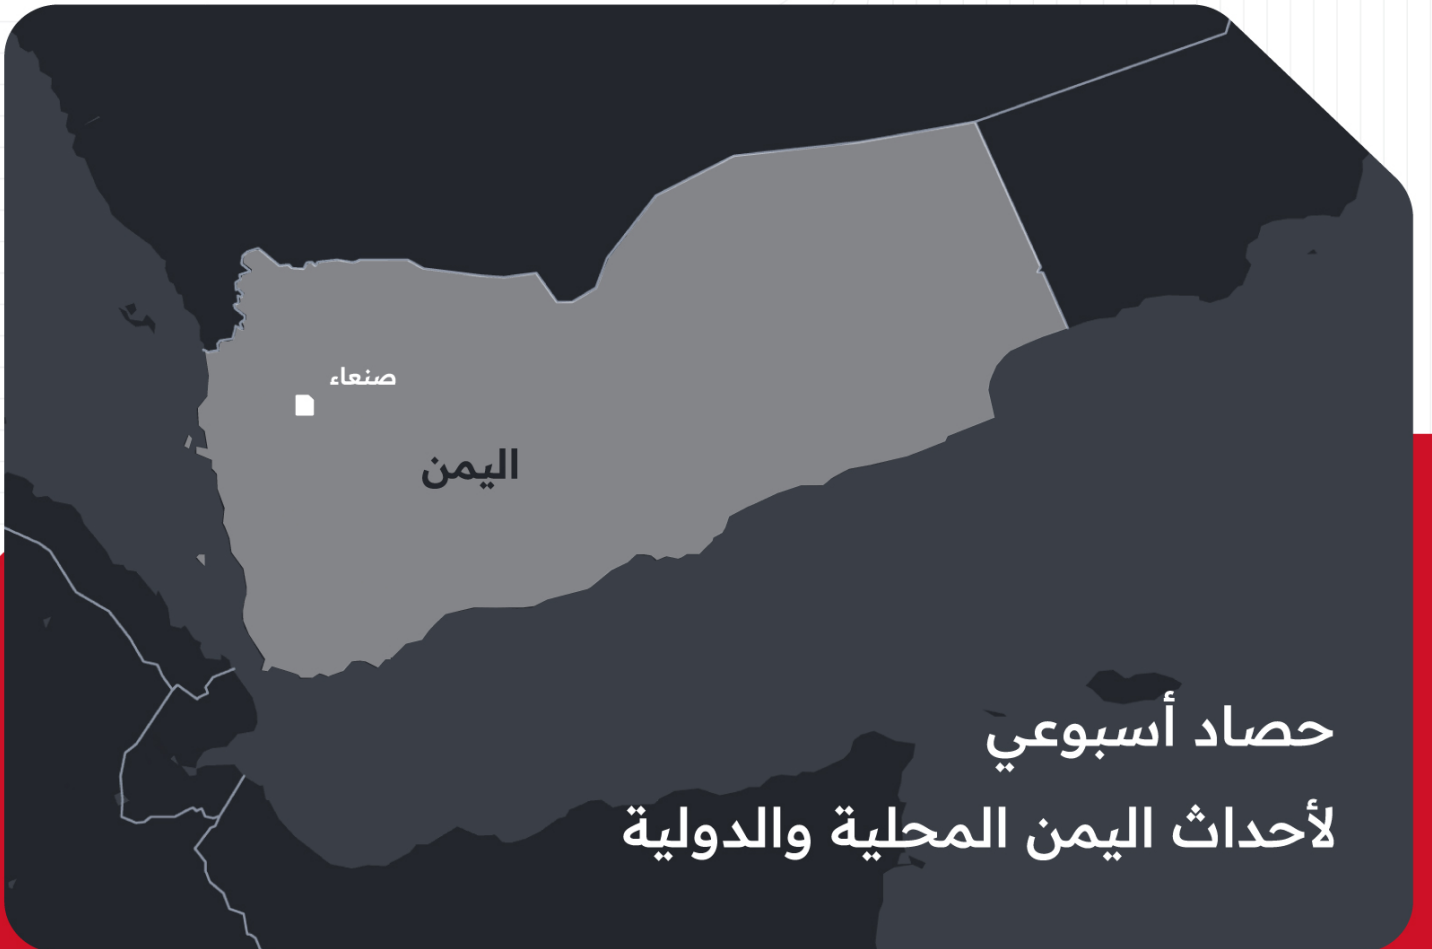 صنعاء
اليمن
حصاد أسبوعي
لأحداث اليمن المحلية والدولية